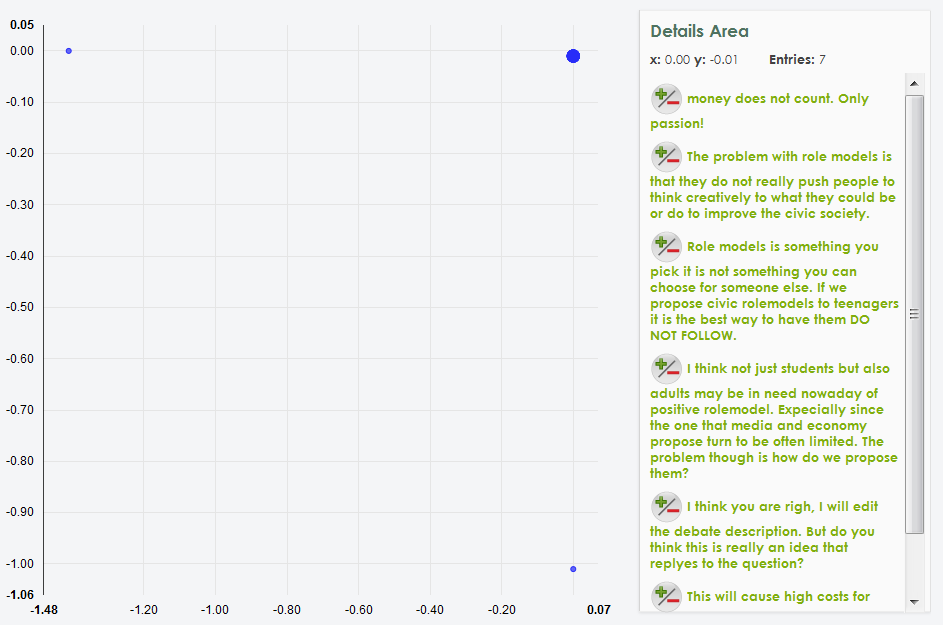 0.05
0.00
-0.10
-0.20
-0.30
-0.40
-0.50
-0.60
-0.70
-0.80
-0.90
-1.00
-1.06
-1.48
-1.20
-1.00
-0.80
-0.60
-0.40
-0.20
0.07
Details Area
x: 0.00 y: -0.01 Entries: 7
money does not count. Only
passion!
The problem with role models is
that they do not really push people to
think creatively to what they could be
or do to improve the civic society.
Role models is something you
pick it is not something you can
choose for someone else. If we
propose civic rolemodels to teenagers
it is the best way to have them DO
NOT FOLLOW.
I think not just students but also
adults may be in need nowaday of
positive rolemodel. Expecially since
the one that media and economy
propose turn to be often limited. The
problem though is how do we propose
them?
I think you are righ, I will edit
the debate description. But do you
think this is really an idea that
replyes to the question?
This will cause high costs for